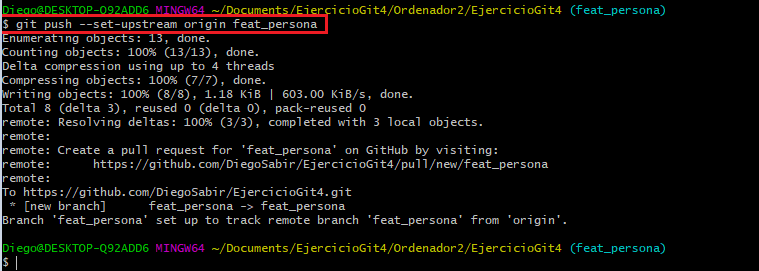 Diego@DESKTOP-Q92ADD6 MINGW64 ~/Documents/EjercicioGit4/Ordenador2/EjercicioGit4 (feat_persona)
$ git push --set-upstream origin feat_persona
Enumerating objects: 13, done.
Counting objects: 100% (13/13), done.
Delta compression using up to 4 threads
Compressing objects: 100% (7/7), done.
Writing objects: 100% (8/8), 1.18 KiB | 603.00 KiB/s, done.
Total 8 (delta 3), reused 0 (delta 0), pack-reused 0
remote: Resolving deltas: 100% (3/3), completed with 3 local objects.
remote:
remote: Create a pull request for 'feat_persona' on GitHub by visiting:
remote:      https://github.com/DiegoSabir/EjercicioGit4/pull/new/feat_persona
remote:
To https://github.com/DiegoSabir/EjercicioGit4.git
 * [new branch]      feat_persona -> feat_persona
Branch 'feat_persona' set up to track remote branch 'feat_persona' from 'origin'.
Diego@DESKTOP-Q92ADD6 MINGW64 ~/Documents/EjercicioGit4/Ordenador2/EjercicioGit4 (feat_persona)
$